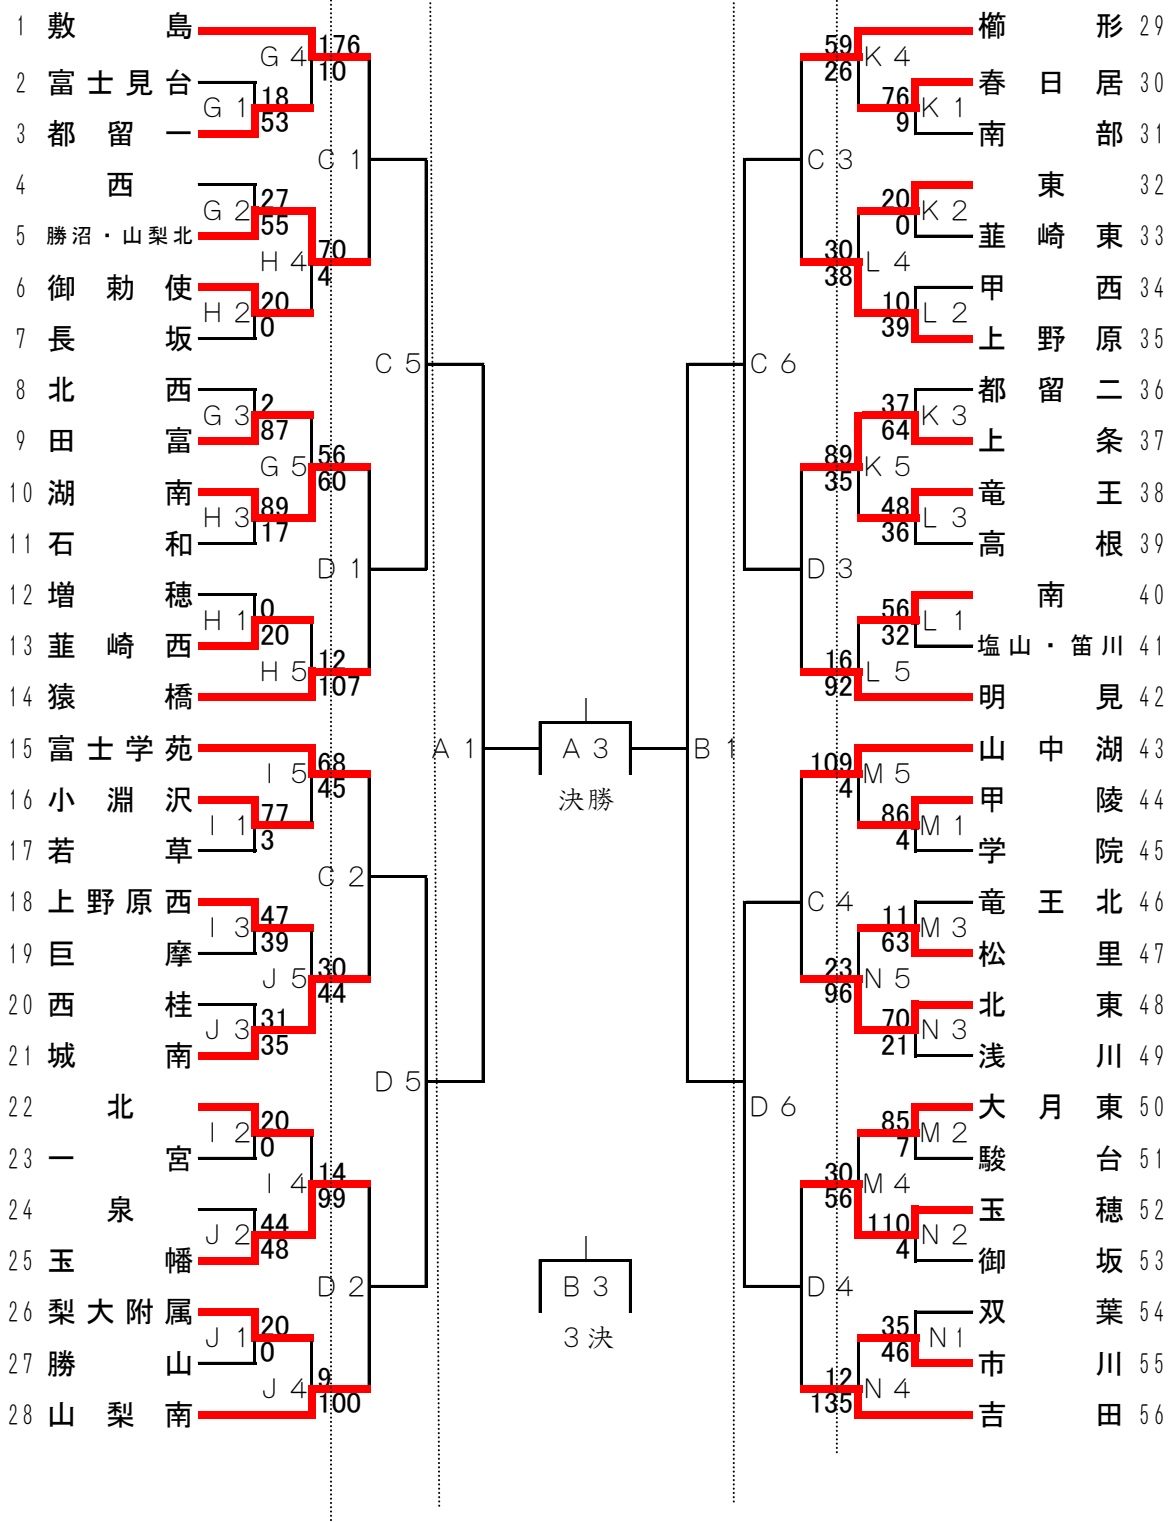 1 敷島
G4 176
10
2 富士見台
G1 18
53
3 都留一
C1
4 西
G2 27
55
5 勝沼・山梨北
H4 70
4
6 御勅使
H2 20
0
7 長坂
C5
8 北西
G3 2
87
9 田富
G5 56
60
10 湖南
H3 89
17
11 石和
D1
12 増穂
H1 0
20
13 韮崎西
H5 12
107
14 猿橋
A1
15 富士学苑
I5 68
45
16 小淵沢
I1 77
3
17 若草
C2
18 上野原西
I3 47
39
19 巨摩
J5 30
44
20 西桂
J3 31
35
21 城南
D5
22 北
I2 20
0
23 一宮
I4 14
99
24 泉
J2 44
48
25 玉幡
D2
26 梨大附属
J1 20
0
27 勝山
J4 9
100
28 山梨南
A3
決勝
B3
3決
櫛形 29
59 K4
26
春日居 30
76 K1
9
南部 31
C3
東 32
20 K2
0
韮崎東 33
30 L4
38
甲西 34
10 L2
39
上野原 35
C6
都留二 36
37 K3
64
上条 37
89 K5
35
竜王 38
48 L3
36
高根 39
D3
南 40
56 L1
32
塩山・笛川 41
16 L5
92
明見 42
B1
山中湖 43
109 M5
4
甲陵 44
86 M1
4
学院 45
C4
竜王北 46
11 M3
63
松里 47
23 N5
96
北東 48
70 N3
21
浅川 49
D6
大月東 50
85 M2
7
駿台 51
30 M4
56
玉穂 52
110 N2
4
御坂 53
D4
双葉 54
35 N1
46
市川 55
12 N4
135
吉田 56